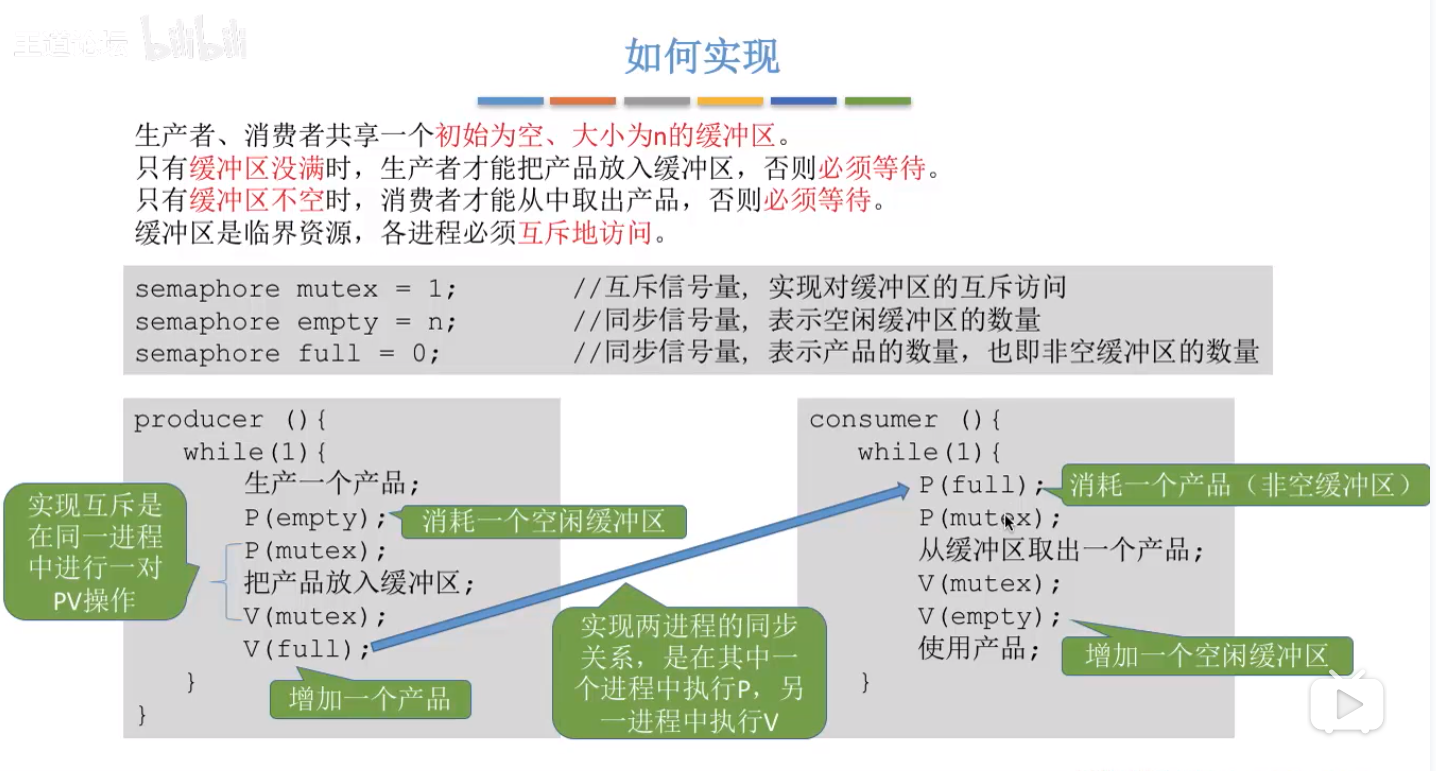 王道论坛 bilibili
如何实现
生产者、消费者共享一个初始为空、大小为n的缓冲区。
只有缓冲区没满时，生产者才能把产品放入缓冲区，否则必须等待。
只有缓冲区不空时，消费者才能从中取出产品，否则必须等待。
缓冲区是临界资源，各进程必须互斥地访问。
semaphore mutex = 1; //互斥信号量，实现对缓冲区的互斥访问
semaphore empty = n; //同步信号量，表示空闲缓冲区的数量
semaphore full = 0; //同步信号量，表示产品的数量，也即非空缓冲区的数量
producer (){
while(1){
生产一个产品;
P(empty);
P(mutex);
把产品放入缓冲区;
V(mutex);
V(full);
}
}
实现互斥是
在同一进程
中进行一对
PV操作
消耗一个空闲缓冲区
增加一个产品
实现两进程的同步
关系，是在其中一
个进程中执行P，另
一进程中执行V
consumer (){
while(1){
P(full);
P(mutex);
从缓冲区取出一个产品;
V(mutex);
V(empty);
使用产品;
}
消耗一个产品（非空缓冲区）
增加一个空闲缓冲区